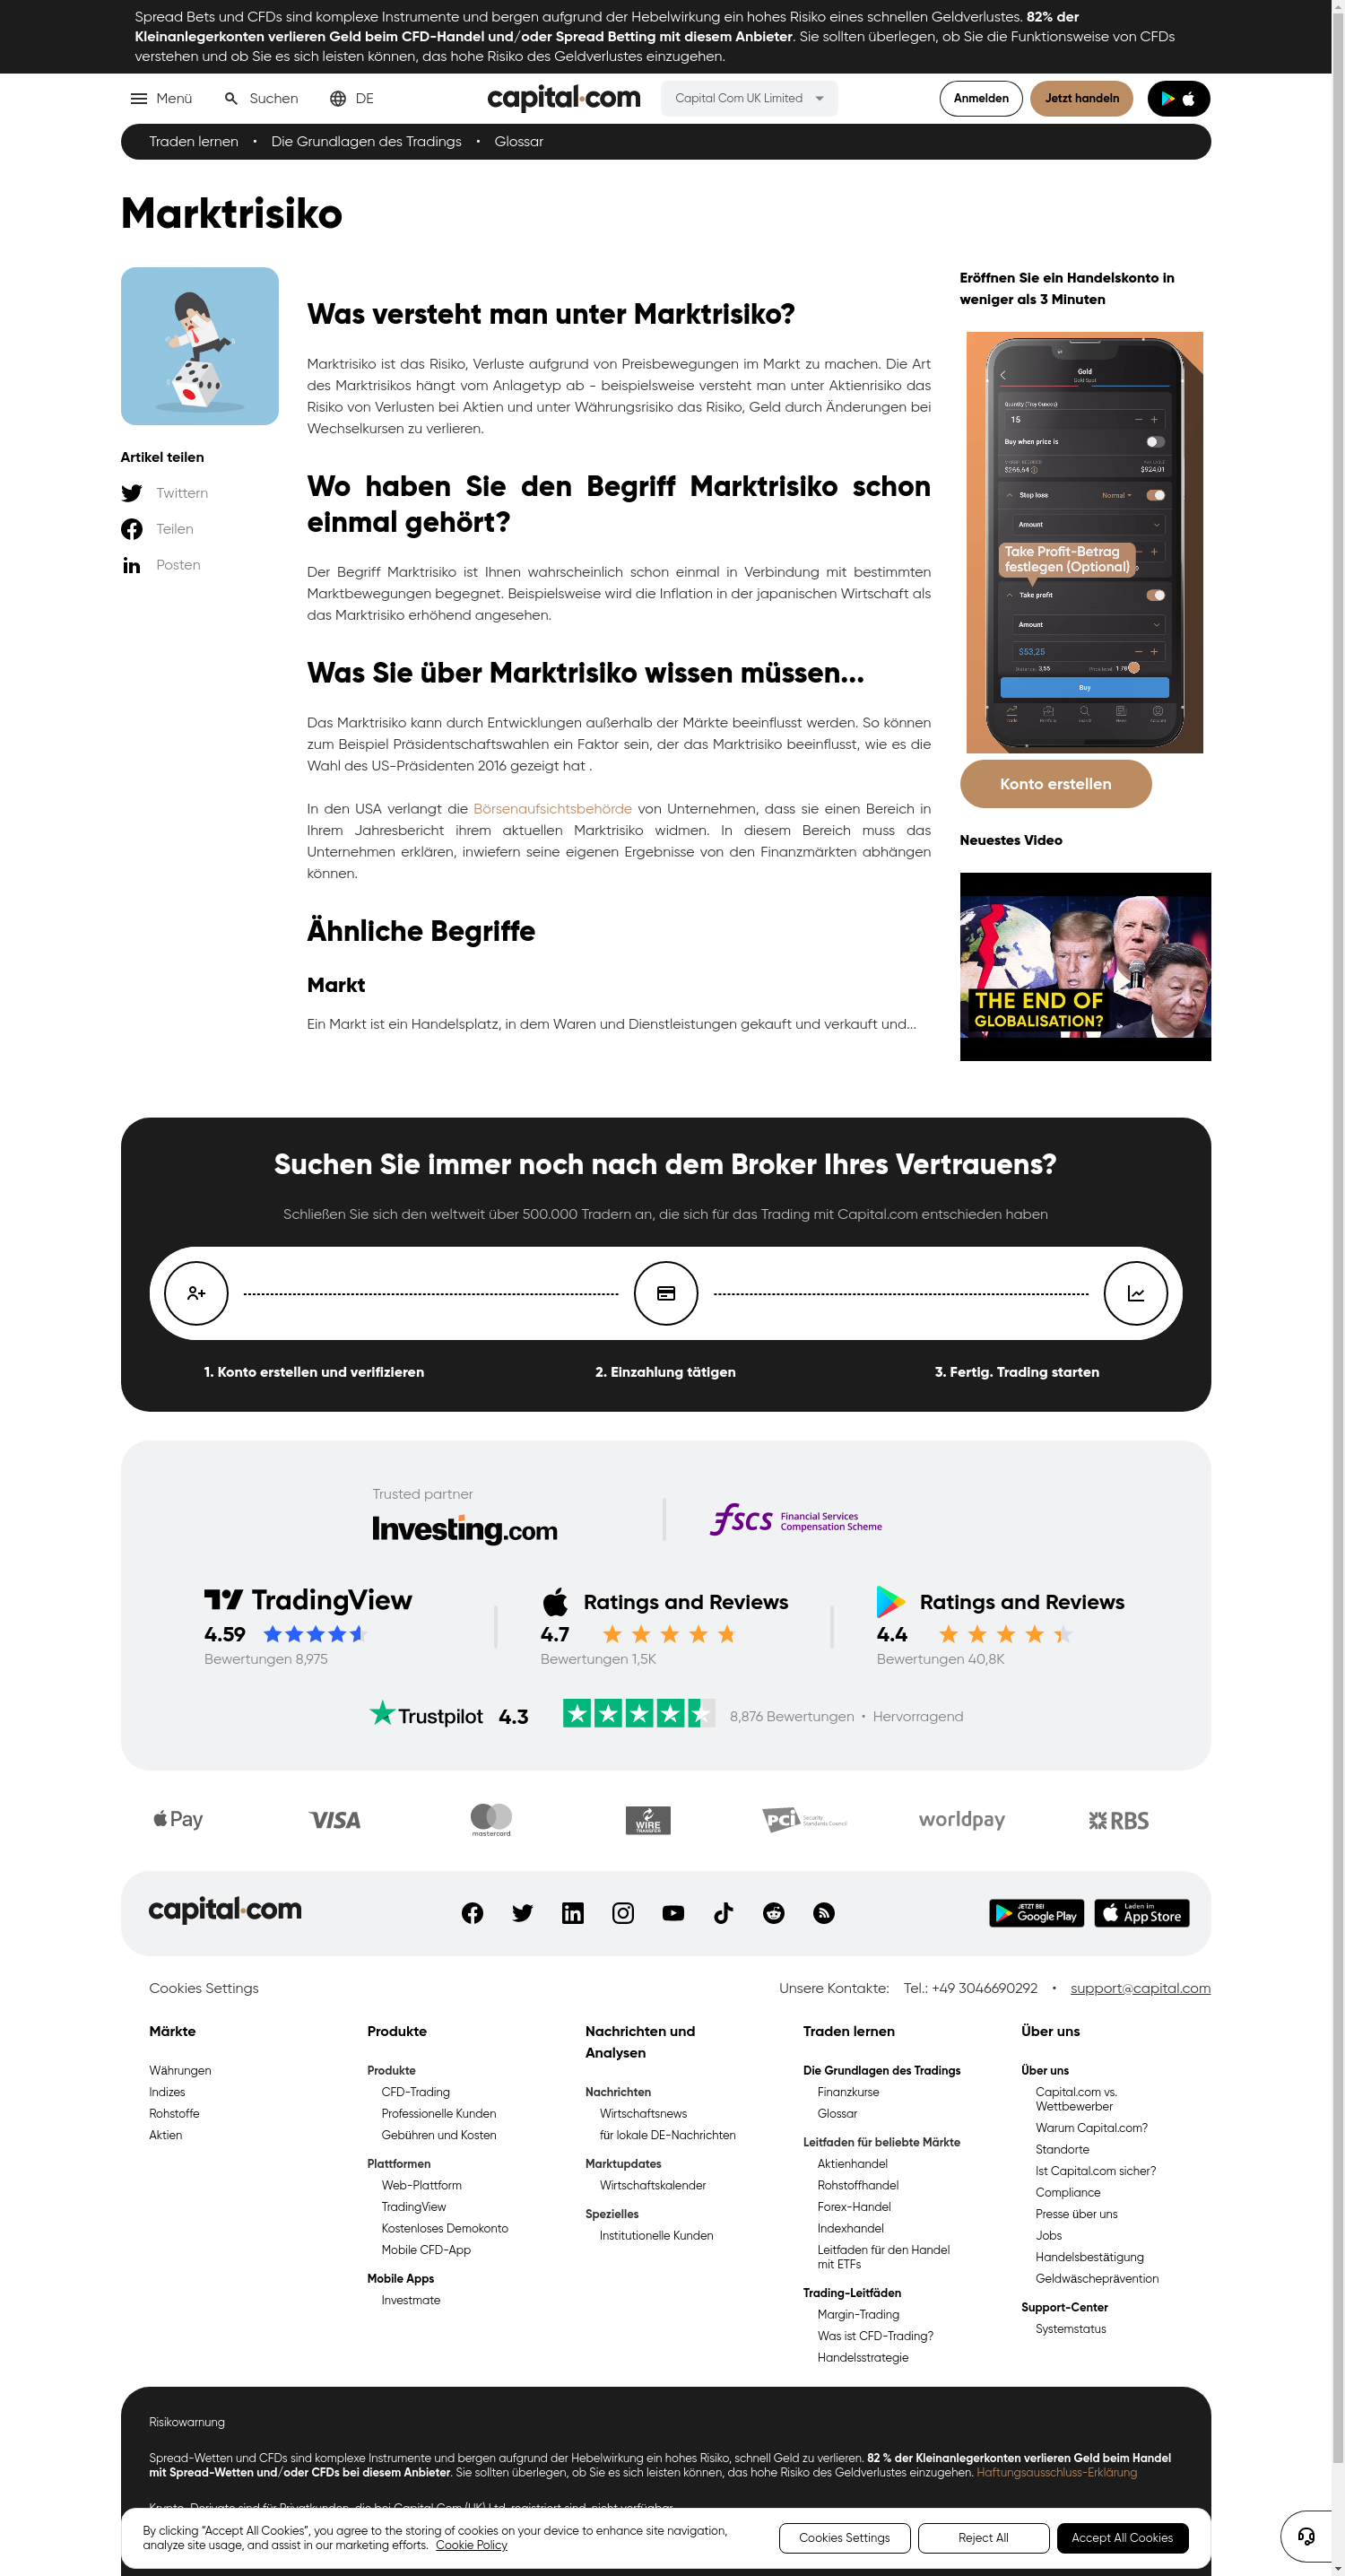 Spread Bets und CFDs sind komplexe Instrumente und bergen aufgrund der Hebelwirkung ein hohes Risiko eines schnellen Geldverlustes. 82% der
Kleinanlegerkonten verlieren Geld beim CFD-Handel und/oder Spread Betting mit diesem Anbieter. Sie sollten überlegen, ob Sie die Funktionsweise von CFDs
verstehen und ob Sie es sich leisten können, das hohe Risiko des Geldverlustes einzugehen.
Menü
Suchen
DE
capital.com
Capital Com UK Limited
Anmelden
Jetzt handeln
Traden lernen • Die Grundlagen des Tradings • Glossar
Marktrisiko
Artikel teilen
Twittern
Teilen
Posten
Was versteht man unter Marktrisiko?
Marktrisiko ist das Risiko, Verluste aufgrund von Preisbewegungen im Markt zu machen. Die Art
des Marktrisikos hängt vom Anlagetyp ab - beispielsweise versteht man unter Aktienrisiko das
Risiko von Verlusten bei Aktien und unter Währungsrisiko das Risiko, Geld durch Änderungen bei
Wechselkursen zu verlieren.
Wo haben Sie den Begriff Marktrisiko schon
einmal gehört?
Der Begriff Marktrisiko ist Ihnen wahrscheinlich schon einmal in Verbindung mit bestimmten
Marktbewegungen begegnet. Beispielsweise wird die Inflation in der japanischen Wirtschaft als
das Marktrisiko erhöhend angesehen.
Was Sie über Marktrisiko wissen müssen...
Das Marktrisiko kann durch Entwicklungen außerhalb der Märkte beeinflusst werden. So können
zum Beispiel Präsidentschaftswahlen ein Faktor sein, der das Marktrisiko beeinflusst, wie es die
Wahl des US-Präsidenten 2016 gezeigt hat .
In den USA verlangt die Börsenaufsichtsbehörde von Unternehmen, dass sie einen Bereich in
Ihrem Jahresbericht ihrem aktuellen Marktrisiko widmen. In diesem Bereich muss das
Unternehmen erklären, inwiefern seine eigenen Ergebnisse von den Finanzmärkten abhängen
können.
Ähnliche Begriffe
Markt
Ein Markt ist ein Handelsplatz, in dem Waren und Dienstleistungen gekauft und verkauft und...
Eröffnen Sie ein Handelskonto in
weniger als 3 Minuten
Gold
Gold Spot
Quantity (Troy Ounces)
15
Buy when price is
$266,64
$924,01
Stop loss
Normal
Amount
Take Profit-Betrag
festlegen (Optional)
Take profit
Amount
$53,25
Distance: 3,55
Buy
Konto erstellen
Neuestes Video
THE END OF
GLOBALISATION?
Suchen Sie immer noch nach dem Broker Ihres Vertrauens?
Schließen Sie sich den weltweit über 500.000 Tradern an, die sich für das Trading mit Capital.com entschieden haben
1. Konto erstellen und verifizieren
2. Einzahlung tätigen
3. Fertig. Trading starten
Trusted partner
Investing.com
fscs Financial Services
Compensation Scheme
TradingView
4.59
Bewertungen 8,975
Ratings and Reviews
4.7
Bewertungen 1,5K
Ratings and Reviews
4.4
Bewertungen 40,8K
Trustpilot 4.3
8,876 Bewertungen • Hervorragend
Pay
VISA
mastercard
WIRE
TRANSFER
PCI Security
Standards Council
worldpay
RBS
capital.com
JETZT BEI
Google Play
Laden im
App Store
Cookies Settings
Unsere Kontakte: Tel.: +49 3046690292 • support@capital.com
Märkte
Währungen
Indizes
Rohstoffe
Aktien
Produkte
Produkte
CFD-Trading
Professionelle Kunden
Gebühren und Kosten
Plattformen
Web-Plattform
TradingView
Kostenloses Demokonto
Mobile CFD-App
Mobile Apps
Investmate
Nachrichten und
Analysen
Nachrichten
Wirtschaftsnews
für lokale DE-Nachrichten
Marktupdates
Wirtschaftskalender
Spezielles
Institutionelle Kunden
Traden lernen
Die Grundlagen des Tradings
Finanzkurse
Glossar
Leitfaden für beliebte Märkte
Aktienhandel
Rohstoffhandel
Forex-Handel
Indexhandel
Leitfaden für den Handel
mit ETFs
Trading-Leitfäden
Margin-Trading
Was ist CFD-Trading?
Handelsstrategie
Über uns
Über uns
Capital.com vs.
Wettbewerber
Warum Capital.com?
Standorte
Ist Capital.com sicher?
Compliance
Presse über uns
Jobs
Handelsbestätigung
Geldwäscheprävention
Support-Center
Systemstatus
Risikowarnung
Spread-Wetten und CFDs sind komplexe Instrumente und bergen aufgrund der Hebelwirkung ein hohes Risiko, schnell Geld zu verlieren. 82 % der Kleinanlegerkonten verlieren Geld beim Handel
mit Spread-Wetten und/oder CFDs bei diesem Anbieter. Sie sollten überlegen, ob Sie es sich leisten können, das hohe Risiko des Geldverlustes einzugehen. Haftungsausschluss-Erklärung
Krypto-Derivate sind für Privatkunden, die bei Capital Com (UK) Ltd. registriert sind, nicht verfügbar.
By clicking "Accept All Cookies", you agree to the storing of cookies on your device to enhance site navigation,
analyze site usage, and assist in our marketing efforts. Cookie Policy
Cookies Settings
Reject All
Accept All Cookies